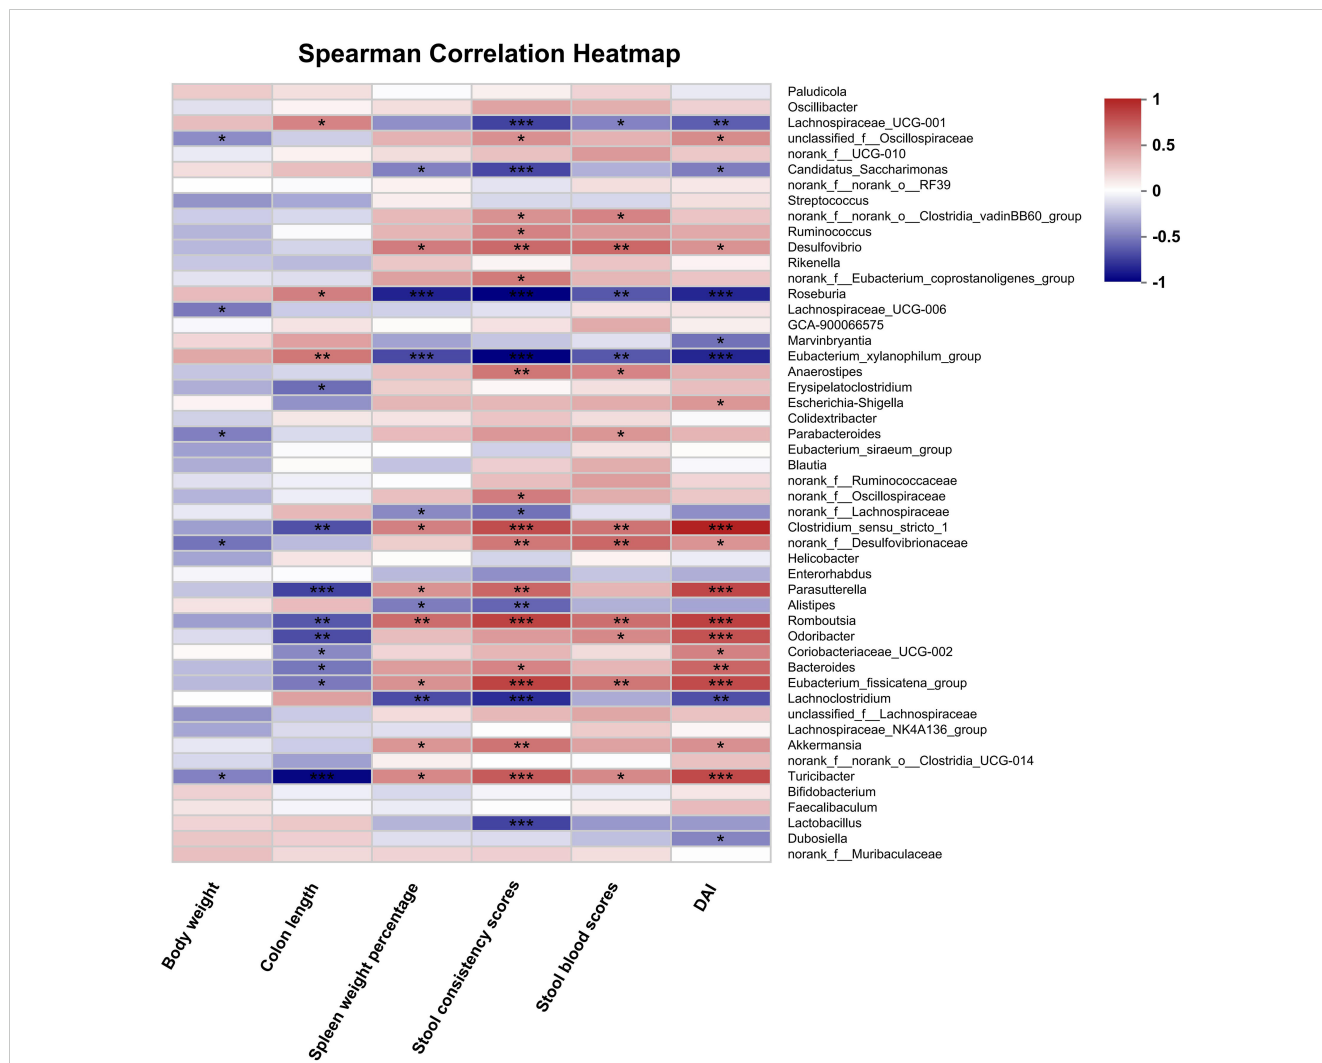 Spearman Correlation Heatmap
Paludicola
Oscillibacter
* *** * ** Lachnospiraceae_UCG-001
* * * unclassified_f__Oscillospiraceae
norank_f__UCG-010
* *** * Candidatus_Saccharimonas
norank_f__norank_o__RF39
Streptococcus
* * norank_f__norank_o__Clostridia_vadinBB60_group
* Ruminococcus
* ** ** * Desulfovibrio
Rikenella
* norank_f__Eubacterium_coprostanoligenes_group
* *** *** ** *** Roseburia
* Lachnospiraceae_UCG-006
GCA-900066575
* Marvinbryantia
** *** *** ** *** Eubacterium_xylanophilum_group
** * Anaerostipes
* Erysipelatoclostridium
* Escherichia-Shigella
Colidextribacter
* * Parabacteroides
Eubacterium_siraeum_group
Blautia
norank_f__Ruminococcaceae
* norank_f__Oscillospiraceae
* * norank_f__Lachnospiraceae
** * *** ** *** Clostridium_sensu_stricto_1
* ** ** * norank_f__Desulfovibrionaceae
Helicobacter
Enterorhabdus
*** * ** *** Parasutterella
* ** Alistipes
** ** *** ** *** Romboutsia
** * *** Odoribacter
* * Coriobacteriaceae_UCG-002
* * ** Bacteroides
* * *** ** *** Eubacterium_fissicatena_group
** *** ** Lachnoclostridium
unclassified_f__Lachnospiraceae
Lachnospiraceae_NK4A136_group
* ** * Akkermansia
norank_f__norank_o__Clostridia_UCG-014
* *** * *** * *** Turicibacter
Bifidobacterium
Faecalibaculum
*** Lactobacillus
* Dubosiella
norank_f__Muribaculaceae
1
0.5
0
-0.5
-1
Body weight
Colon length
Spleen weight percentage
Stool consistency scores
Stool blood scores
DAI